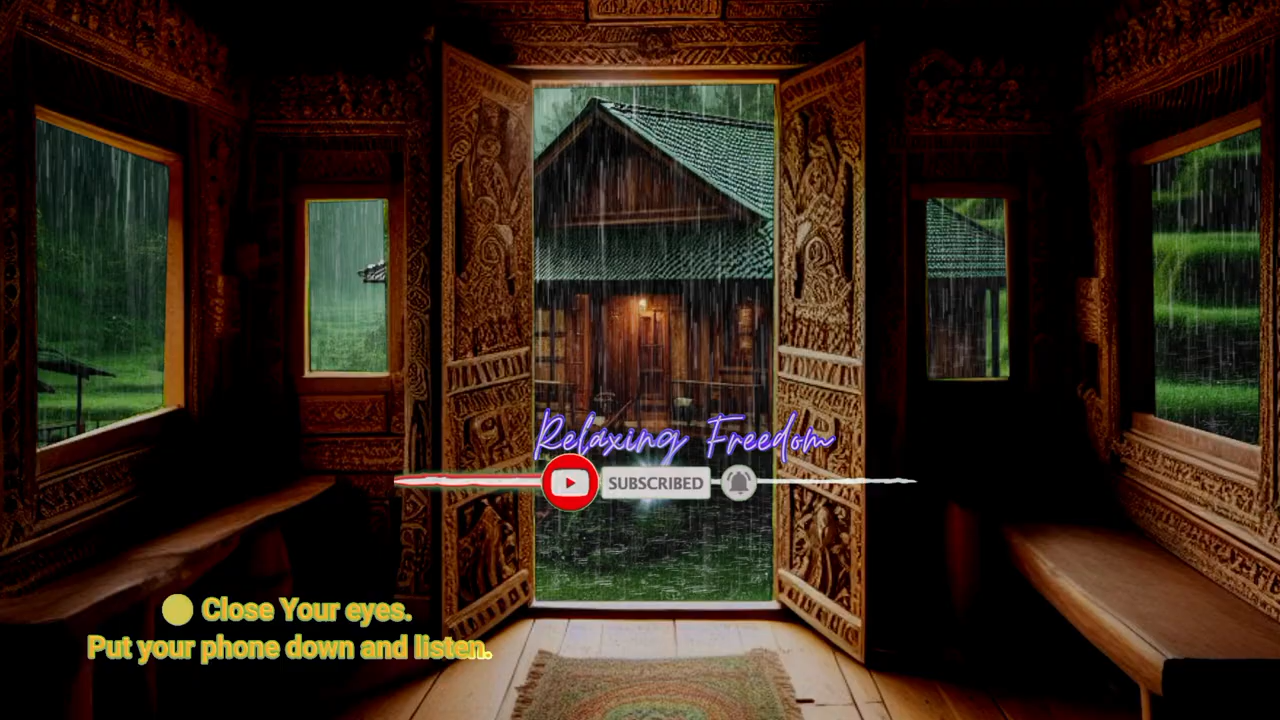 Relaxing Freedom
SUBSCRIBED
Close Your eyes.
Put your phone down and listen.